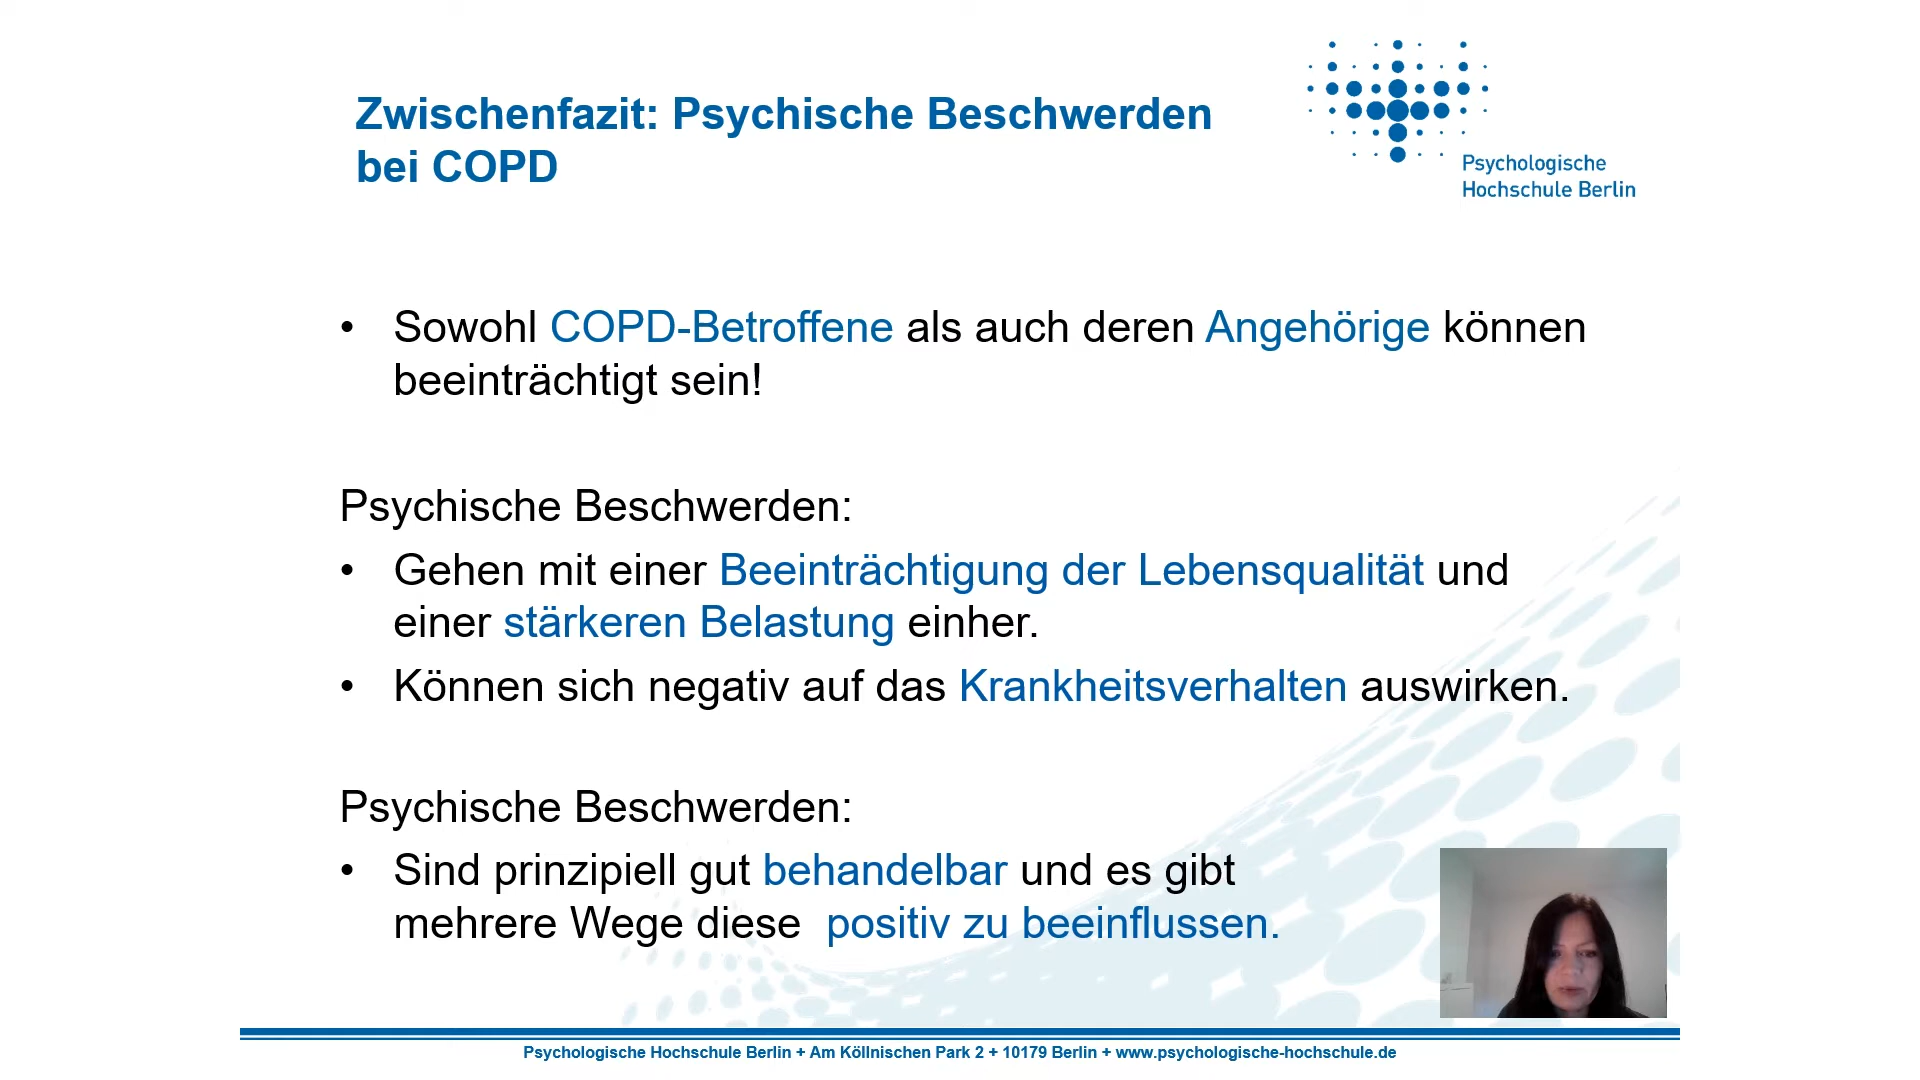 Zwischenfazit: Psychische Beschwerden
bei COPD
Psychologische
Hochschule Berlin
• Sowohl COPD-Betroffene als auch deren Angehörige können
beeinträchtigt sein!
Psychische Beschwerden:
• Gehen mit einer Beeinträchtigung der Lebensqualität und
einer stärkeren Belastung einher.
• Können sich negativ auf das Krankheitsverhalten auswirken.
Psychische Beschwerden:
• Sind prinzipiell gut behandelbar und es gibt
mehrere Wege diese  positiv zu beeinflussen.
Psychologische Hochschule Berlin + Am Köllnischen Park 2 + 10179 Berlin + www.psychologische-hochschule.de